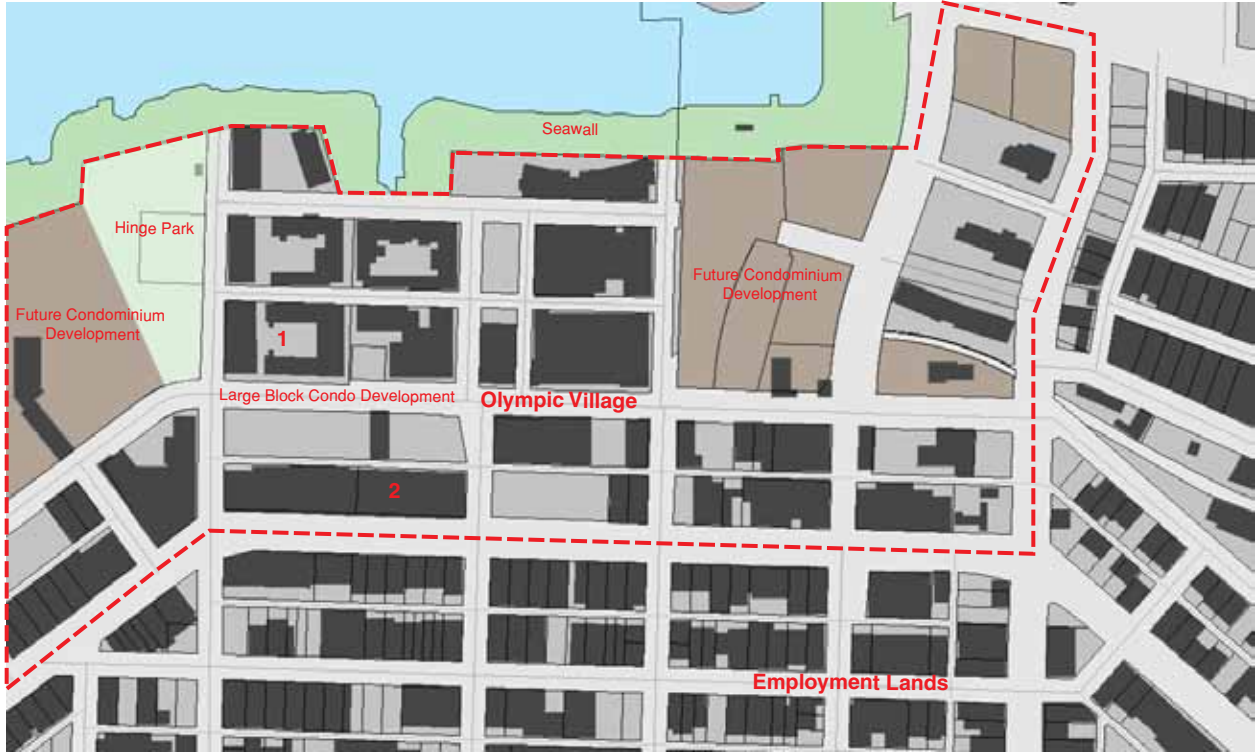 Seawall
Hinge Park
Future Condominium
Development
Future Condominium
Development
1
Large Block Condo Development
Olympic Village
2
Employment Lands